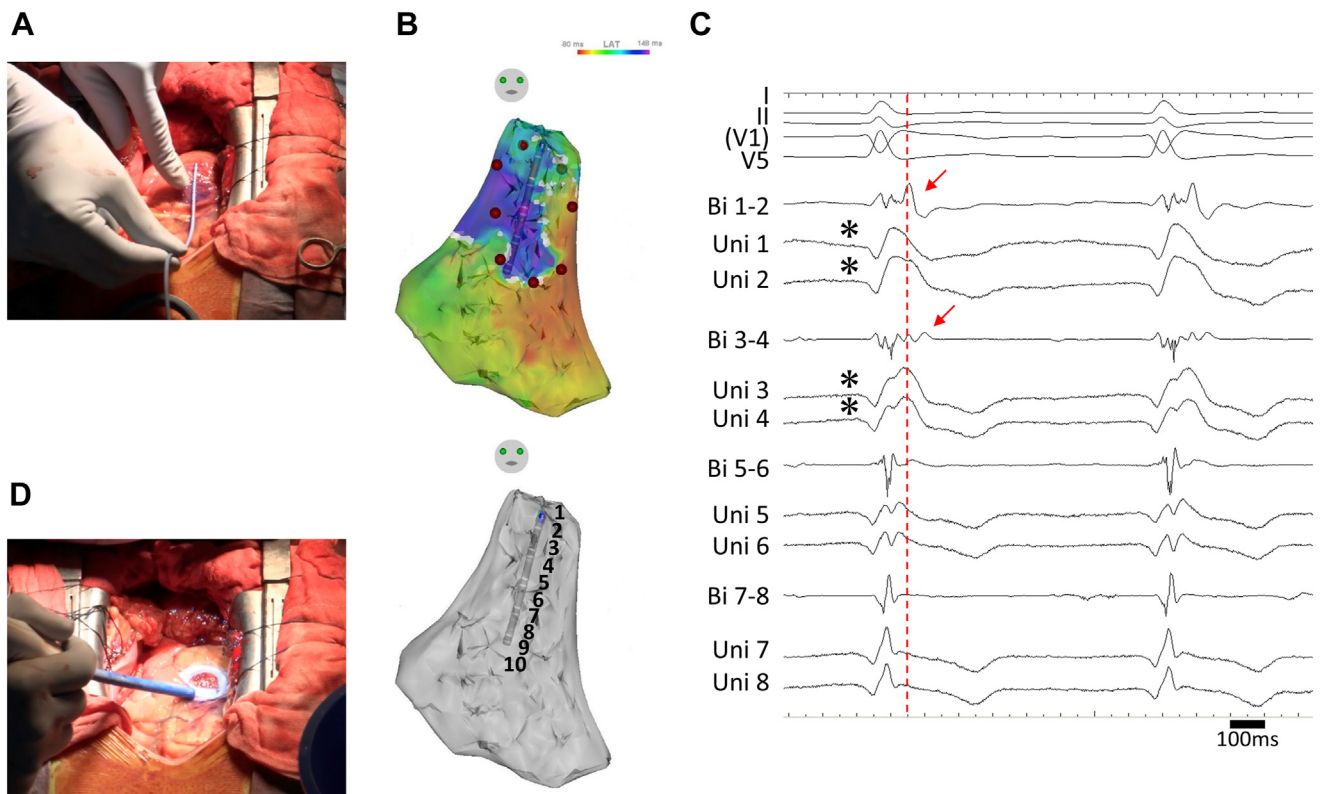 A
B
C
-80 ms LAT 148 ms
I
II
(V1)
V5
Bi 1-2
*
Uni 1
*
Uni 2
Bi 3-4
*
Uni 3
*
Uni 4
Bi 5-6
Uni 5
Uni 6
Bi 7-8
Uni 7
Uni 8
100ms
D
1
2
3
4
5
6
7
8
9
10